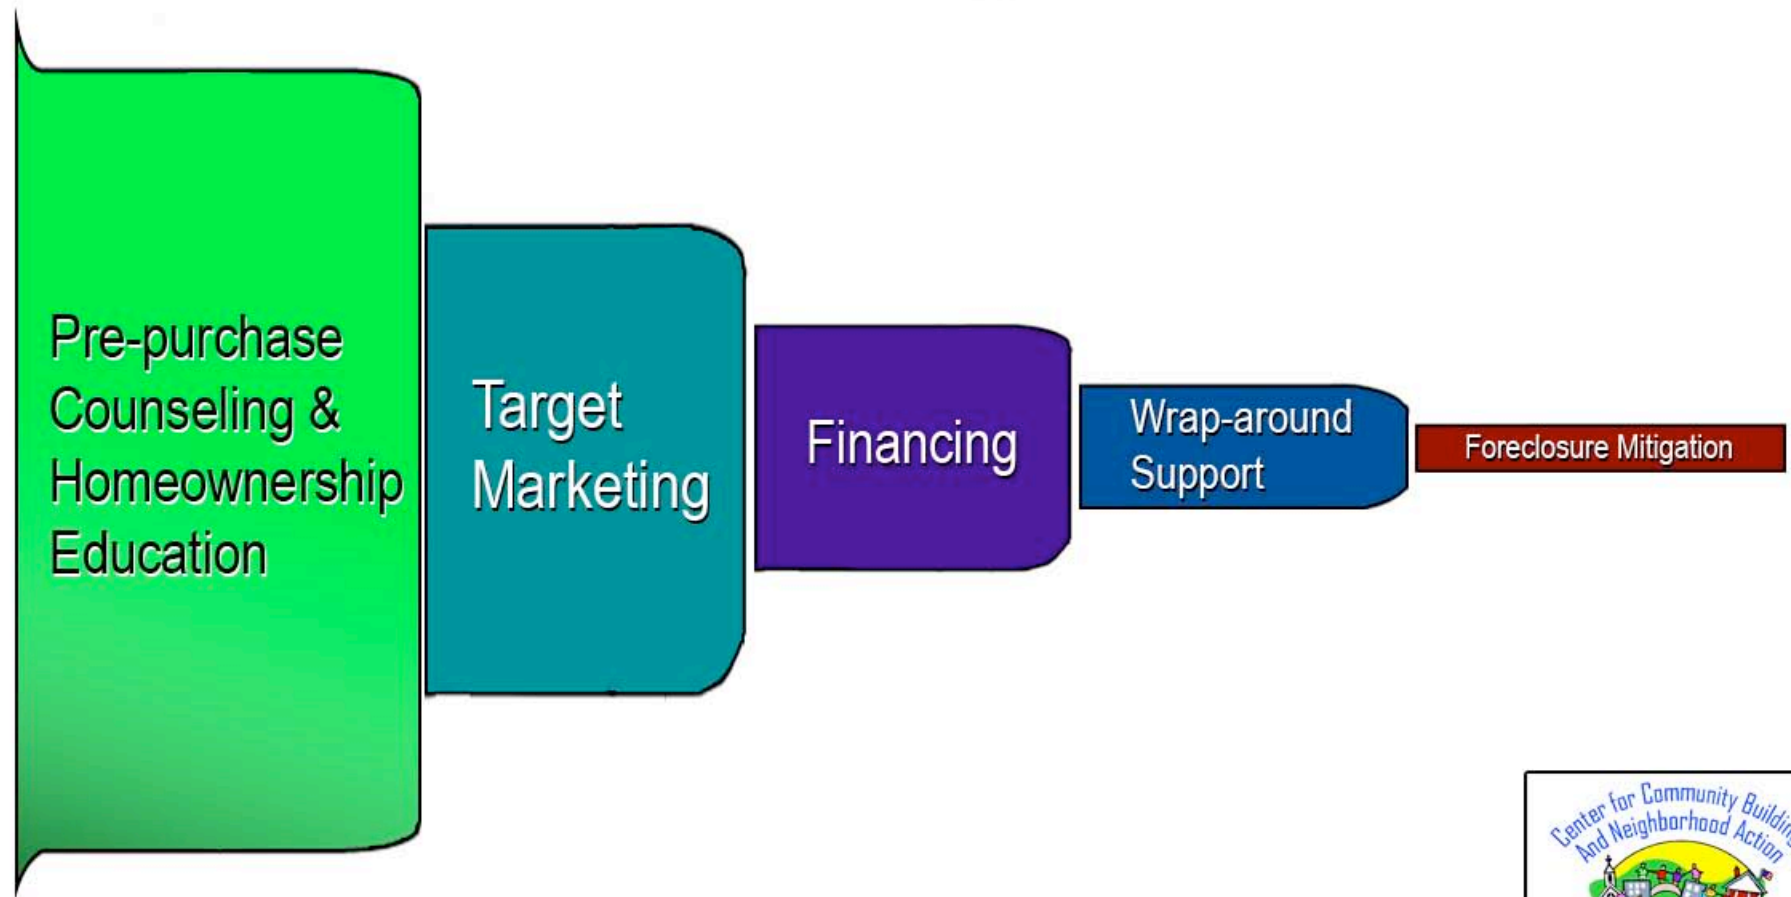 Pre-purchase
Counseling &
Homeownership
Education
Target
Marketing
Financing
Wrap-around
Support
Foreclosure Mitigation
Center for Community Building
And Neighborhood Action